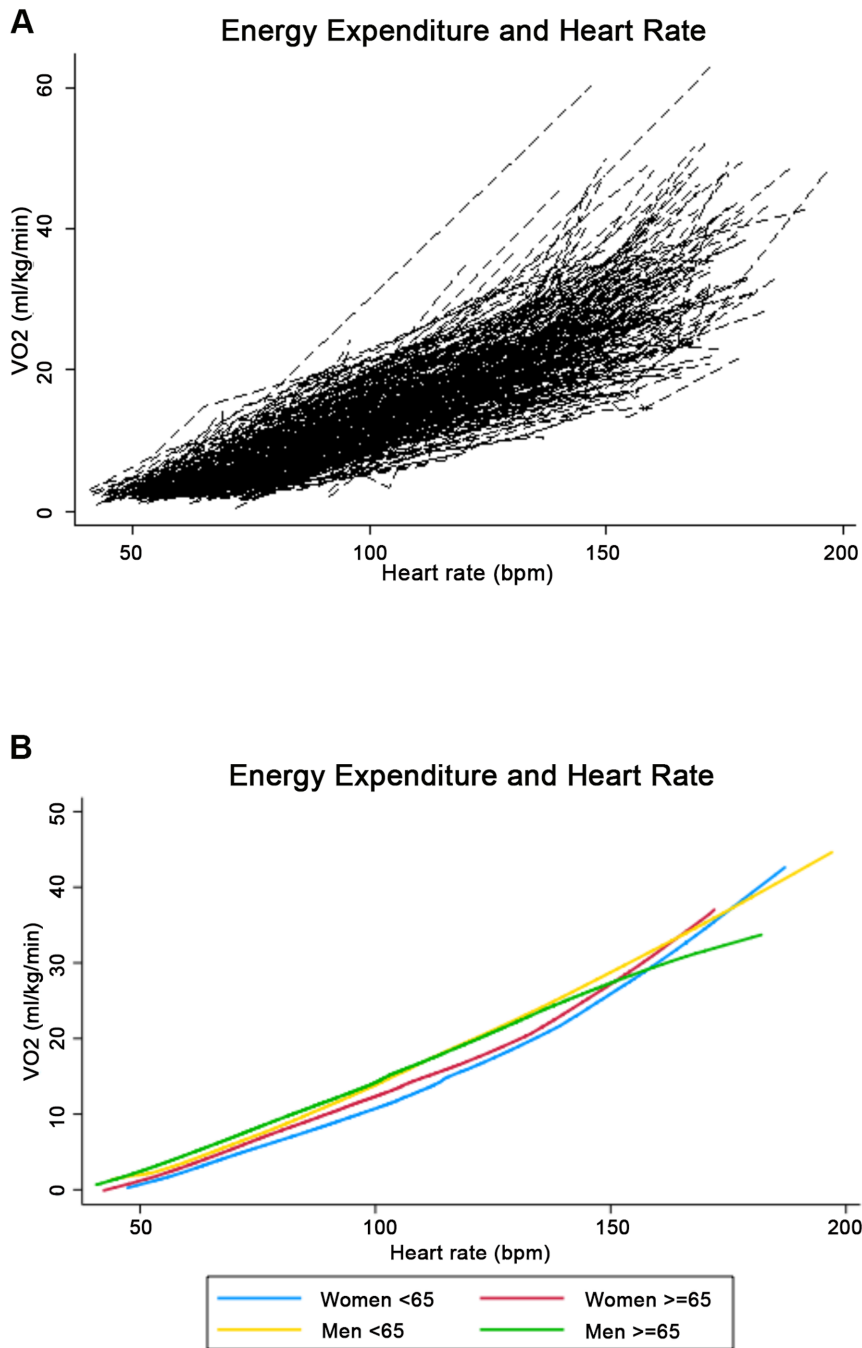 A
Energy Expenditure and Heart Rate
VO2 (ml/kg/min)
60
40
20
0
50 100 150 200
Heart rate (bpm)
B
Energy Expenditure and Heart Rate
VO2 (ml/kg/min)
50
40
30
20
10
0
50 100 150 200
Heart rate (bpm)
Women <65 Women >=65
Men <65 Men >=65